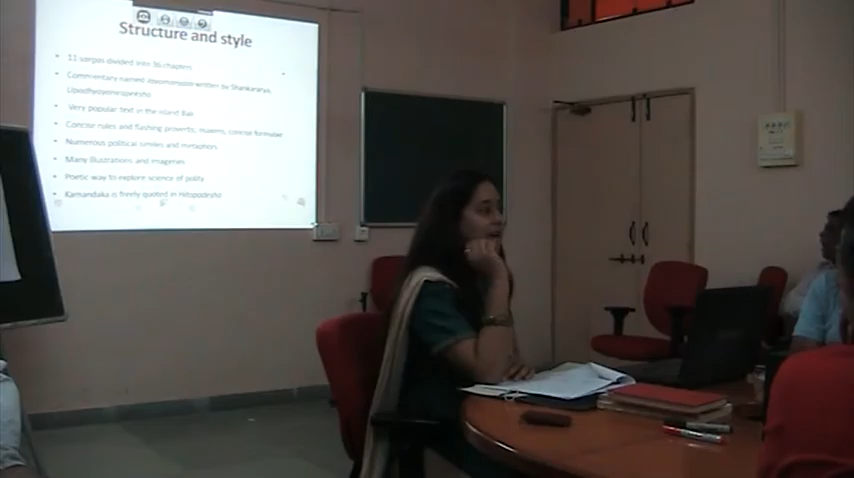 Structure and style
11 sargas divided into 36 chapters
Commentary named written by Shankararya,
Very popular text in the island Bali
Concise rules and flashing proverbs, maxims, concise formulae
Numerous political similes and metaphors
Many illustrations and imageries
Poetic way to explore science of polity
Kamandaka is freely quoted in Hitopadesha